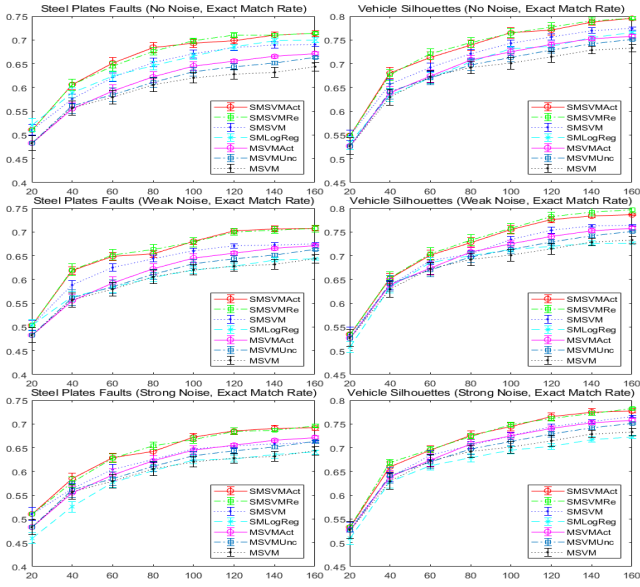 Steel Plates Faults (No Noise, Exact Match Rate)
0.75
0.7
0.65
0.6
0.55
0.5
0.45
0.4
20 40 60 80 100 120 140 160
SMSVMAct
SMSVMRe
SMSVM
SMLogReg
MSVMAct
MSVMUnc
MSVM
Vehicle Silhouettes (No Noise, Exact Match Rate)
0.8
0.75
0.7
0.65
0.6
0.55
0.5
0.45
0.4
20 40 60 80 100 120 140 160
SMSVMAct
SMSVMRe
SMSVM
SMLogReg
MSVMAct
MSVMUnc
MSVM
Steel Plates Faults (Weak Noise, Exact Match Rate)
0.75
0.7
0.65
0.6
0.55
0.5
0.45
0.4
20 40 60 80 100 120 140 160
SMSVMAct
SMSVMRe
SMSVM
SMLogReg
MSVMAct
MSVMUnc
MSVM
Vehicle Silhouettes (Weak Noise, Exact Match Rate)
0.75
0.7
0.65
0.6
0.55
0.5
0.45
20 40 60 80 100 120 140 160
SMSVMAct
SMSVMRe
SMSVM
SMLogReg
MSVMAct
MSVMUnc
MSVM
Steel Plates Faults (Strong Noise, Exact Match Rate)
0.75
0.7
0.65
0.6
0.55
0.5
0.45
0.4
20 40 60 80 100 120 140 160
SMSVMAct
SMSVMRe
SMSVM
SMLogReg
MSVMAct
MSVMUnc
MSVM
Vehicle Silhouettes (Strong Noise, Exact Match Rate)
0.8
0.75
0.7
0.65
0.6
0.55
0.5
0.45
20 40 60 80 100 120 140 160
SMSVMAct
SMSVMRe
SMSVM
SMLogReg
MSVMAct
MSVMUnc
MSVM